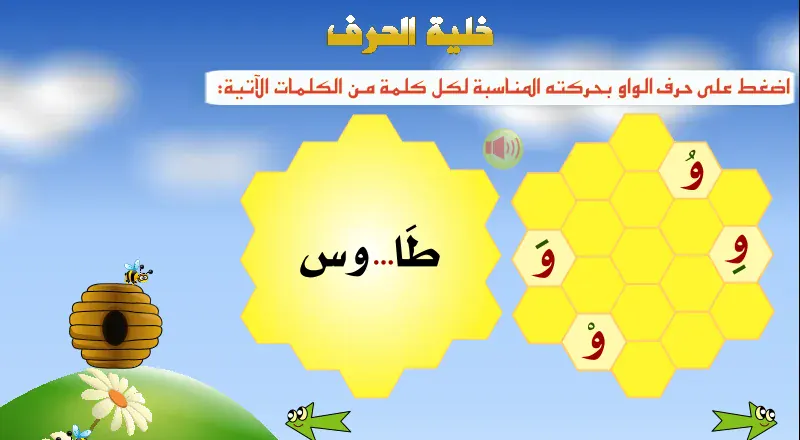 خلية الحرف
اضغط على حرف الواو بحركته المناسبة لكل كلمة من الكلمات الآتية:
طَا...وس
وُ
وَ
وِ
وْ